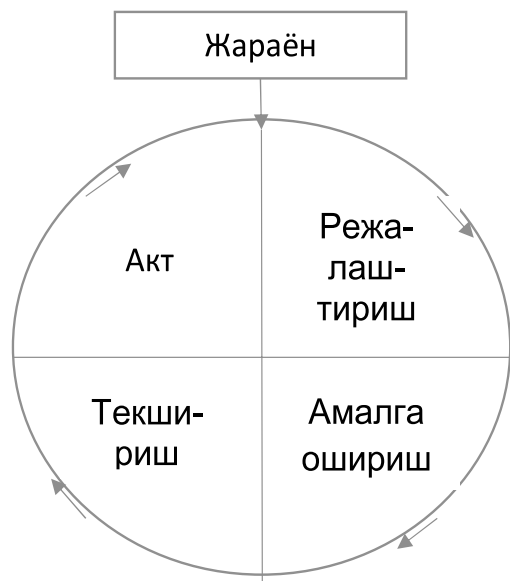 Жараён
Акт
Режа-
лаш-
тириш
Текши-
риш
Амалга
ошириш